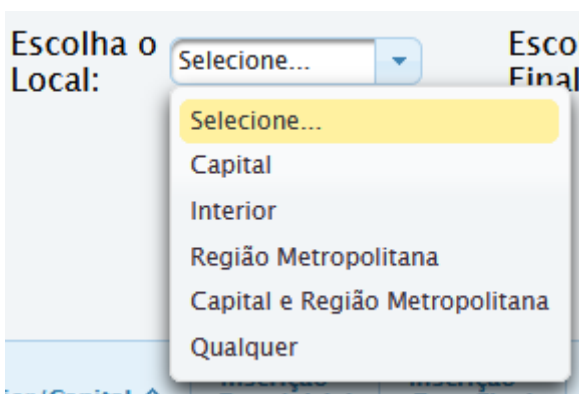 Escolha o
Local:
Selecione...
Selecione...
Capital
Interior
Região Metropolitana
Capital e Região Metropolitana
Qualquer